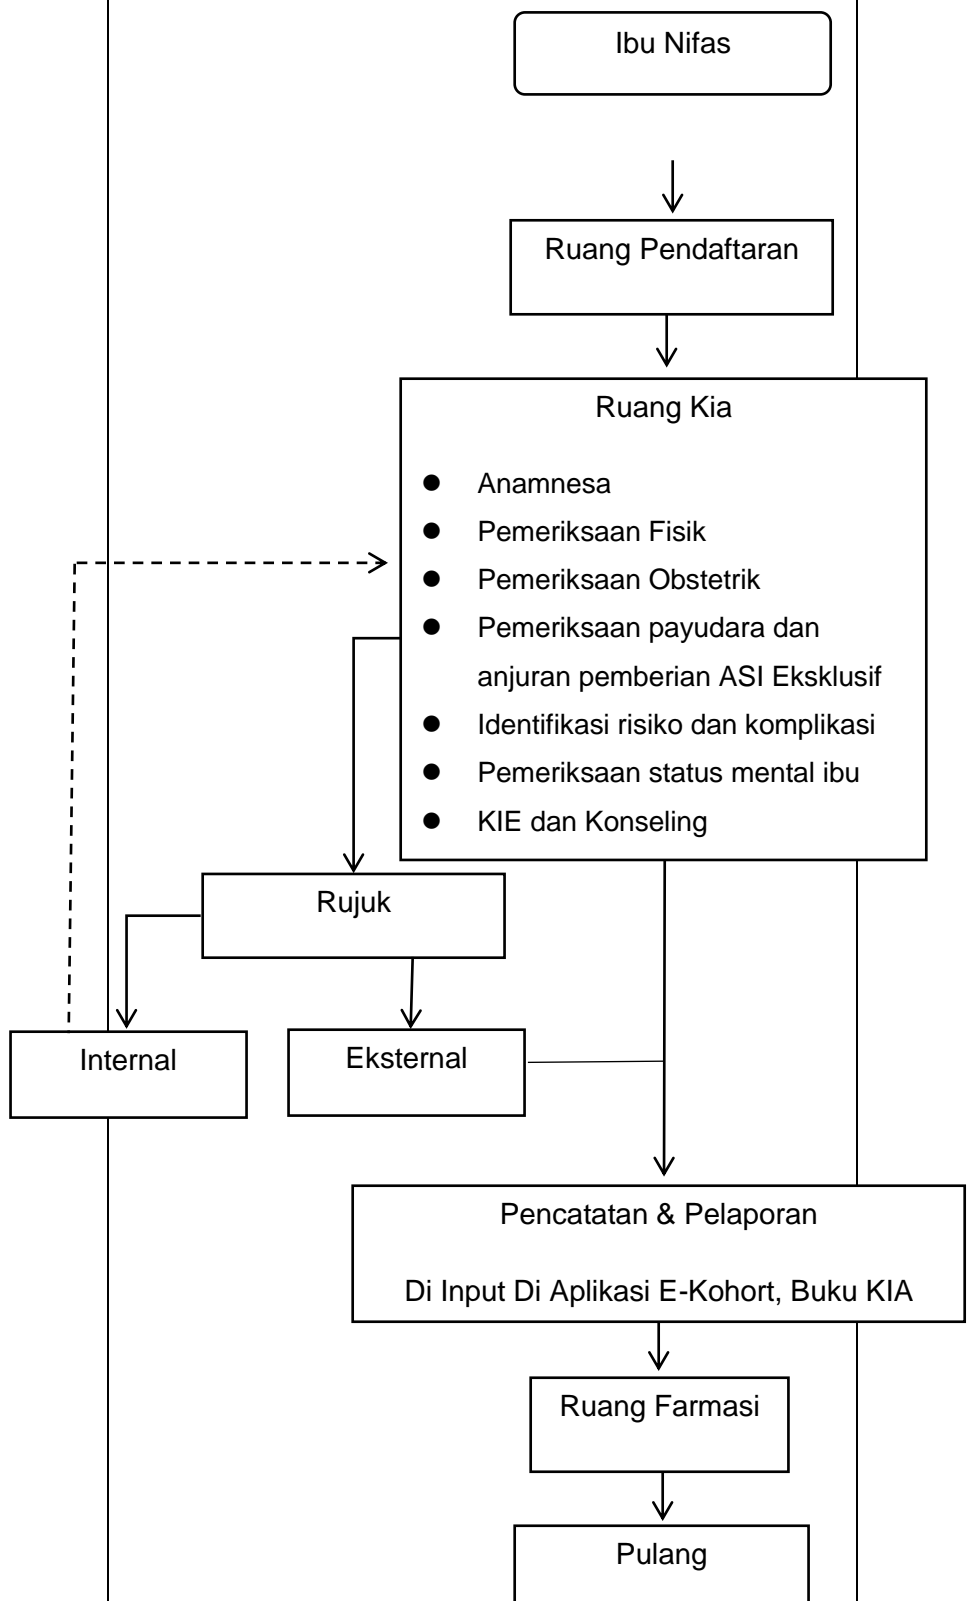 Ibu Nifas
Ruang Pendaftaran
Ruang Kia
● Anamnesa
● Pemeriksaan Fisik
● Pemeriksaan Obstetrik
● Pemeriksaan payudara dan
anjuran pemberian ASI Eksklusif
● Identifikasi risiko dan komplikasi
● Pemeriksaan status mental ibu
● KIE dan Konseling
Rujuk
Internal
Eksternal
Pencatatan & Pelaporan
Di Input Di Aplikasi E-Kohort, Buku KIA
Ruang Farmasi
Pulang